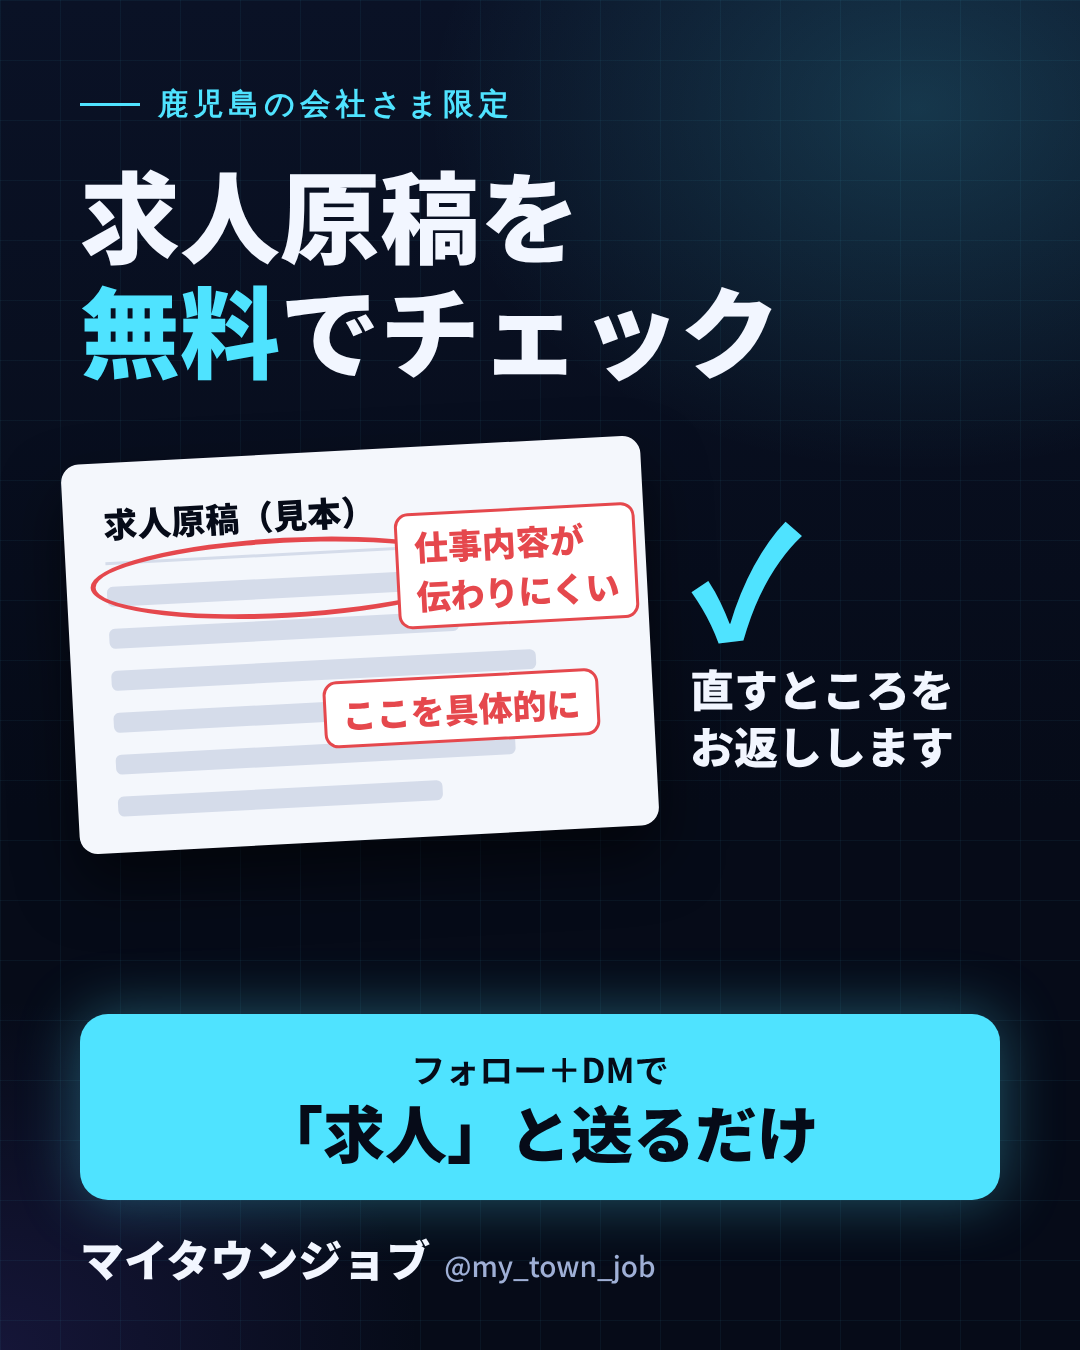 鹿児島の会社さま限定
求人原稿を
無料でチェック
求人原稿（見本）
仕事内容が
伝わりにくい
ここを具体的に
直すところを
お返しします
フォロー＋DMで
「求人」と送るだけ
マイタウンジョブ @my_town_job